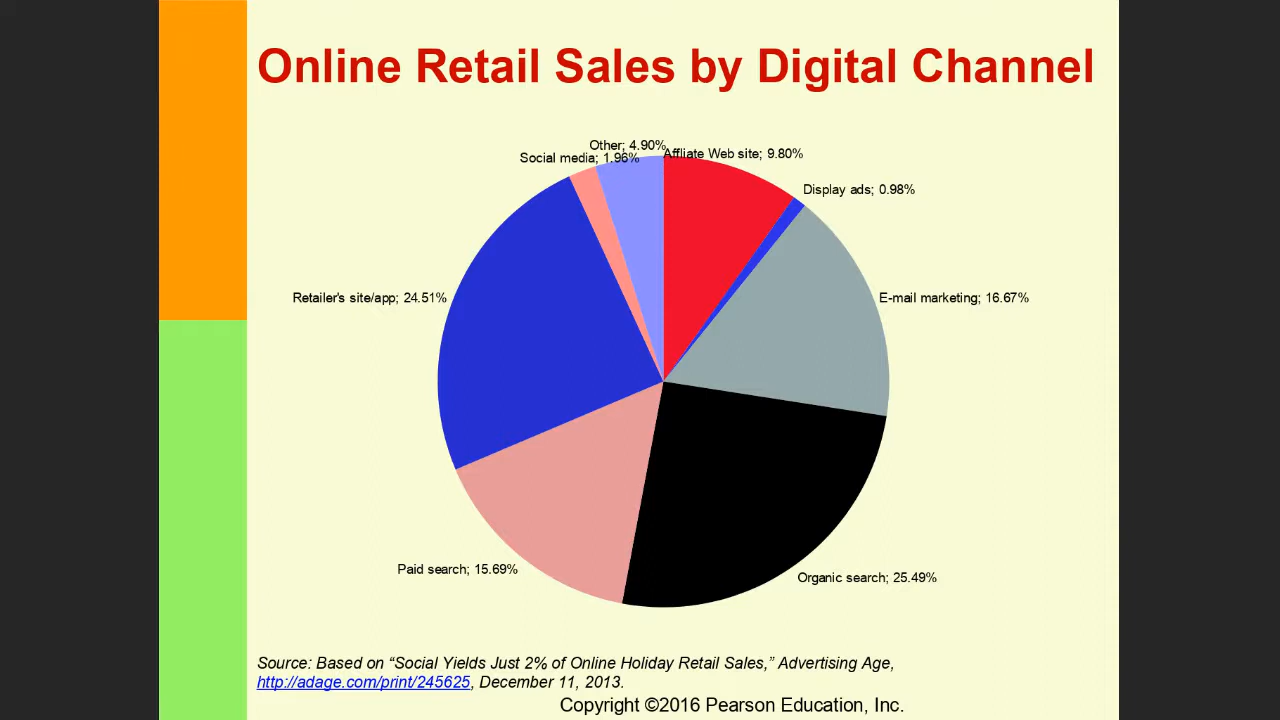 Online Retail Sales by Digital Channel
Other; 4.90%
Affliate Web site; 9.80%
Social media; 1.96%
Display ads; 0.98%
Retailer's site/app; 24.51%
E-mail marketing; 16.67%
Paid search; 15.69%
Organic search; 25.49%
Source: Based on “Social Yields Just 2% of Online Holiday Retail Sales,” Advertising Age,
http://adage.com/print/245625, December 11, 2013.
Copyright ©2016 Pearson Education, Inc.